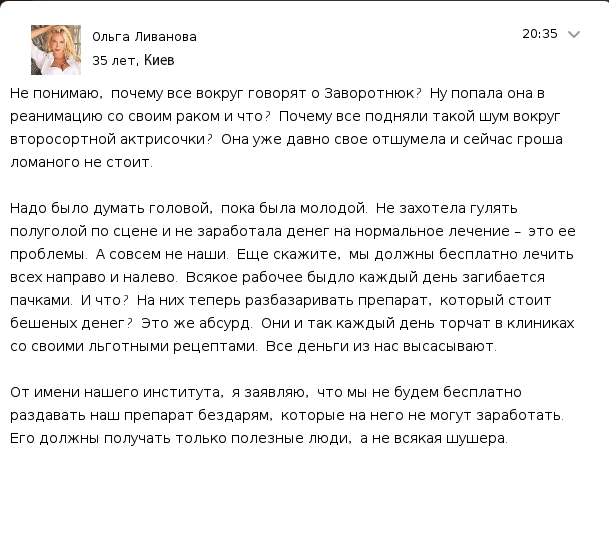 Ольга Ливанова
20:35
35 лет, Киев
Не понимаю, почему все вокруг говорят о Заворотнюк? Ну попала она в
реанимацию со своим раком и что? Почему все подняли такой шум вокруг
второсортной актрисочки? Она уже давно свое отшумела и сейчас гроша
ломаного не стоит.
Надо было думать головой, пока была молодой. Не захотела гулять
полуголой по сцене и не заработала денег на нормальное лечение – это ее
проблемы. А совсем не наши. Еще скажите, мы должны бесплатно лечить
всех направо и налево. Всякое рабочее быдло каждый день загибается
пачками. И что? На них теперь разбазаривать препарат, который стоит
бешеных денег? Это же абсурд. Они и так каждый день торчат в клиниках
со своими льготными рецептами. Все деньги из нас высасывают.
От имени нашего института, я заявляю, что мы не будем бесплатно
раздавать наш препарат бездарям, которые на него не могут заработать.
Его должны получать только полезные люди, а не всякая шушера.